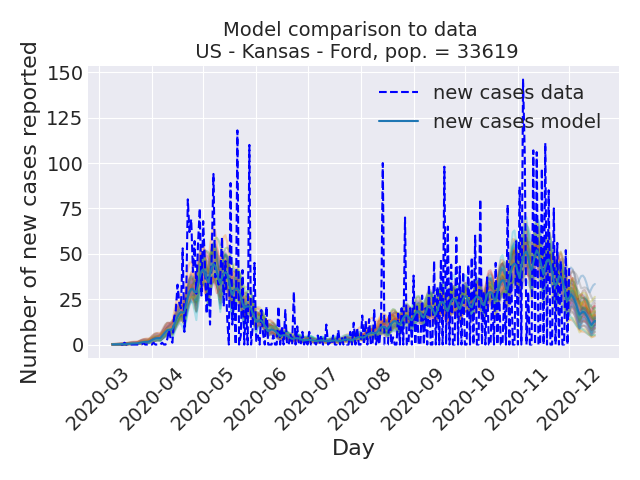 Model comparison to data
US - Kansas - Ford, pop. = 33619
Number of new cases reported
150
125
100
75
50
25
0
new cases data
new cases model
2020-03
2020-04
2020-05
2020-06
2020-07
2020-08
2020-09
2020-10
2020-11
2020-12
Day